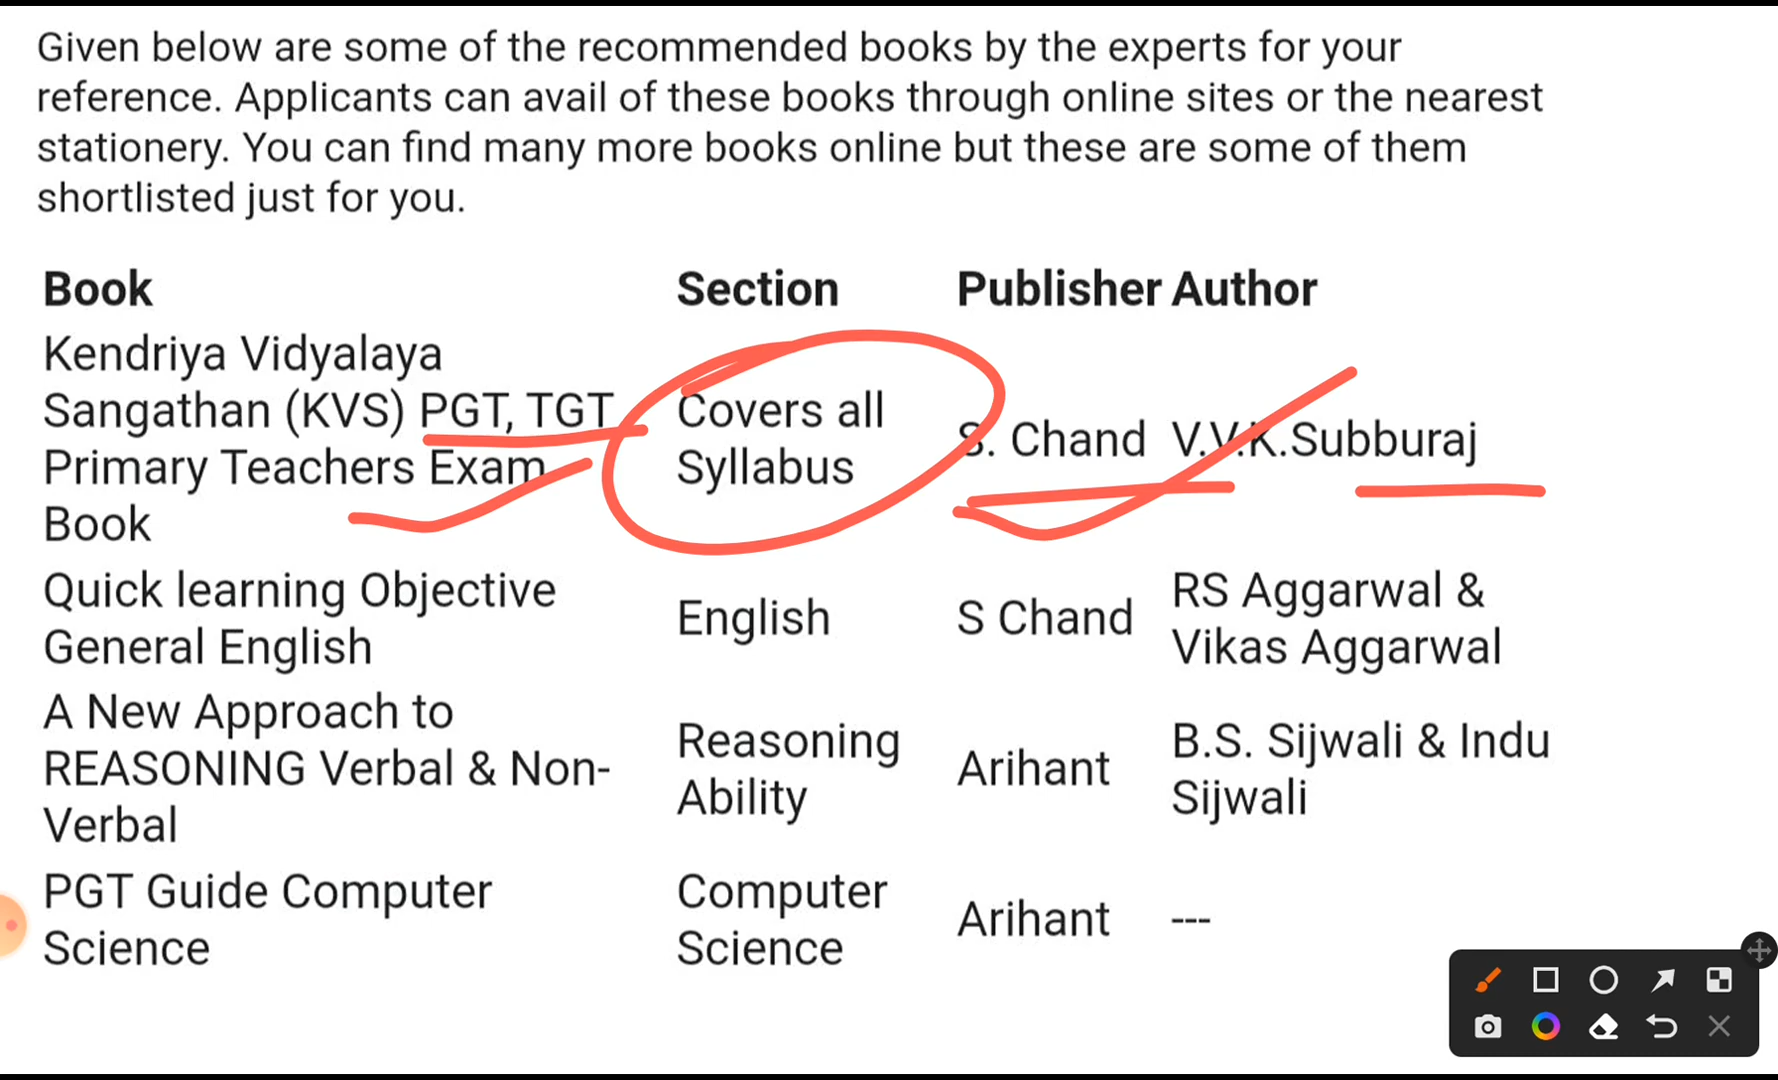 Given below are some of the recommended books by the experts for your
reference. Applicants can avail of these books through online sites or the nearest
stationery. You can find many more books online but these are some of them
shortlisted just for you.
Book Section Publisher Author
Kendriya Vidyalaya
Sangathan (KVS) PGT, TGT
Primary Teachers Exam
Book
Covers all
Syllabus
S. Chand
V.V.K.Subburaj
Quick learning Objective
General English
English
S Chand
RS Aggarwal &
Vikas Aggarwal
A New Approach to
REASONING Verbal & Non-
Verbal
Reasoning
Ability
Arihant
B.S. Sijwali & Indu
Sijwali
PGT Guide Computer
Science
Computer
Science
Arihant
---